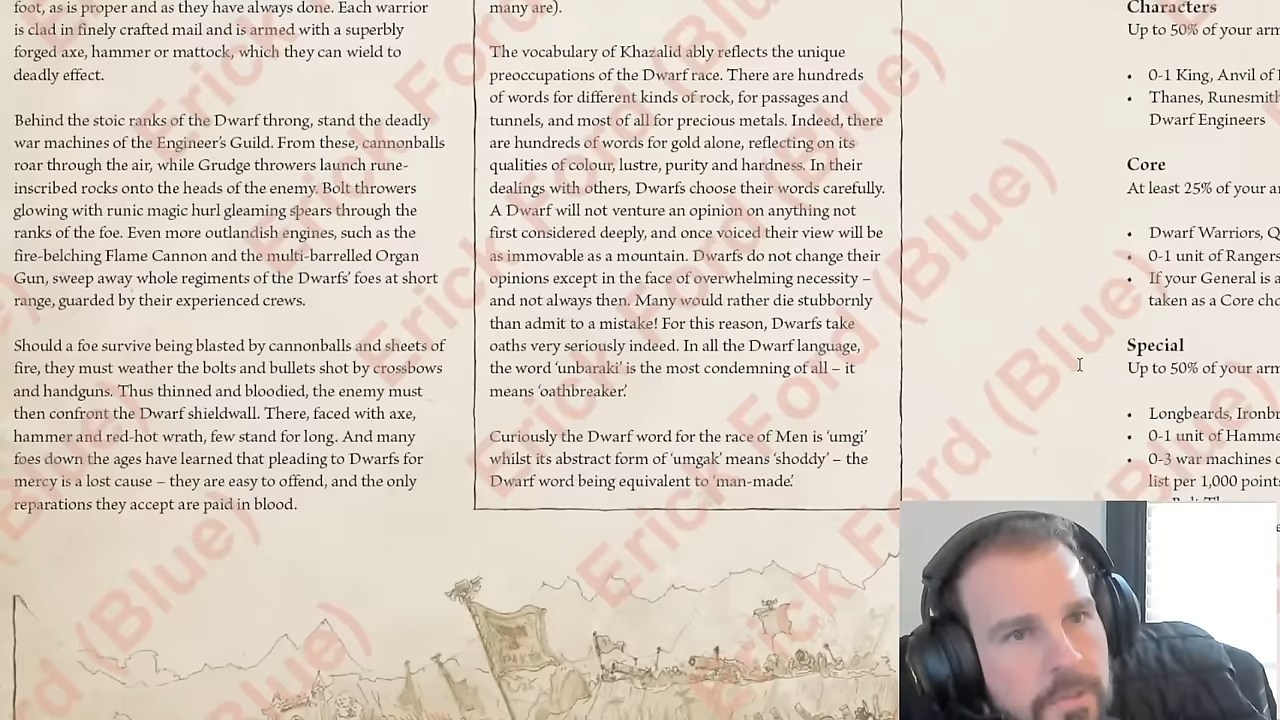 foot, as is proper and as they have always done. Each warrior
is clad in finely crafted mail and is armed with a superbly
forged axe, hammer or mattock, which they can wield to
deadly effect.
Behind the stoic ranks of the Dwarf throng, stand the deadly
war machines of the Engineer's Guild. From these, cannonballs
roar through the air, while Grudge throwers launch rune-
inscribed rocks onto the heads of the enemy. Bolt throwers
glowing with runic magic hurl gleaming spears through the
ranks of the foe. Even more outlandish engines, such as the
fire-belching Flame Cannon and the multi-barrelled Organ
Gun, sweep away whole regiments of the Dwarfs' foes at short
range, guarded by their experienced crews.
Should a foe survive being blasted by cannonballs and sheets of
fire, they must weather the bolts and bullets shot by crossbows
and handguns. Thus thinned and bloodied, the enemy must
then confront the Dwarf shieldwall. There, faced with axe,
hammer and red-hot wrath, few stand for long. And many
foes down the ages have learned that pleading to Dwarfs for
mercy is a lost cause – they are easy to offend, and the only
reparations they accept are paid in blood.
many are).
The vocabulary of Khazalid ably reflects the unique
preoccupations of the Dwarf race. There are hundreds
of words for different kinds of rock, for passages and
tunnels, and most of all for precious metals. Indeed, there
are hundreds of words for gold alone, reflecting on its
qualities of colour, lustre, purity and hardness. In their
dealings with others, Dwarfs choose their words carefully.
A Dwarf will not venture an opinion on anything not
first considered deeply, and once voiced their view will be
as immovable as a mountain. Dwarfs do not change their
opinions except in the face of overwhelming necessity –
and not always then. Many would rather die stubbornly
than admit to a mistake! For this reason, Dwarfs take
oaths very seriously indeed. In all the Dwarf language,
the word 'unbaraki' is the most condemning of all – it
means 'oathbreaker.'
Curiously the Dwarf word for the race of Men is 'umgi'
whilst its abstract form of 'umgak' means 'shoddy' – the
Dwarf word being equivalent to 'man-made.'
Characters
Up to 50% of your arm
• 0-1 King, Anvil of
• Thanes, Runesmith
Dwarf Engineers
Core
At least 25% of your a
• Dwarf Warriors, Q
• 0-1 unit of Rangers
• If your General is a
taken as a Core cho
Special
Up to 50% of your arm
• Longbeards, Ironb
• 0-1 unit of Hamme
• 0-3 war machines
list per 1,000 points
Erick Ford (Blue)